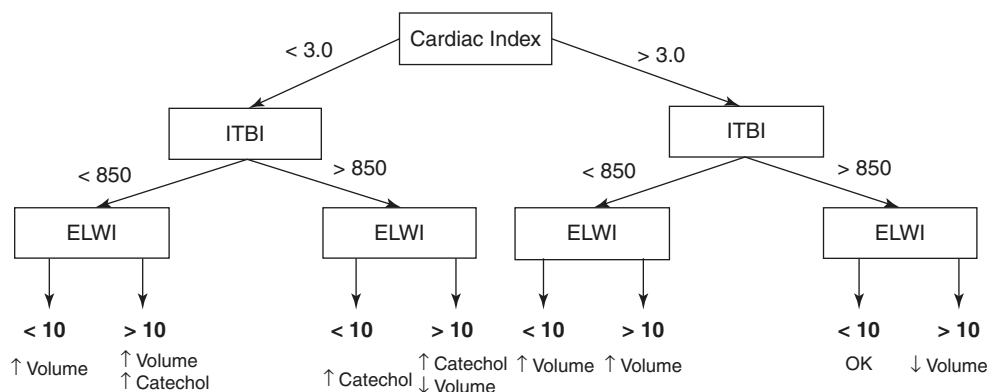 Cardiac Index
< 3.0
> 3.0
ITBI
ITBI
< 850
> 850
< 850
> 850
ELWI
ELWI
ELWI
ELWI
< 10
> 10
< 10
> 10
< 10
> 10
< 10
> 10
↑ Volume
↑ Volume
↑ Catechol
↑ Catechol
↑ Catechol
↓ Volume
↑ Volume
↑ Volume
OK
↓ Volume